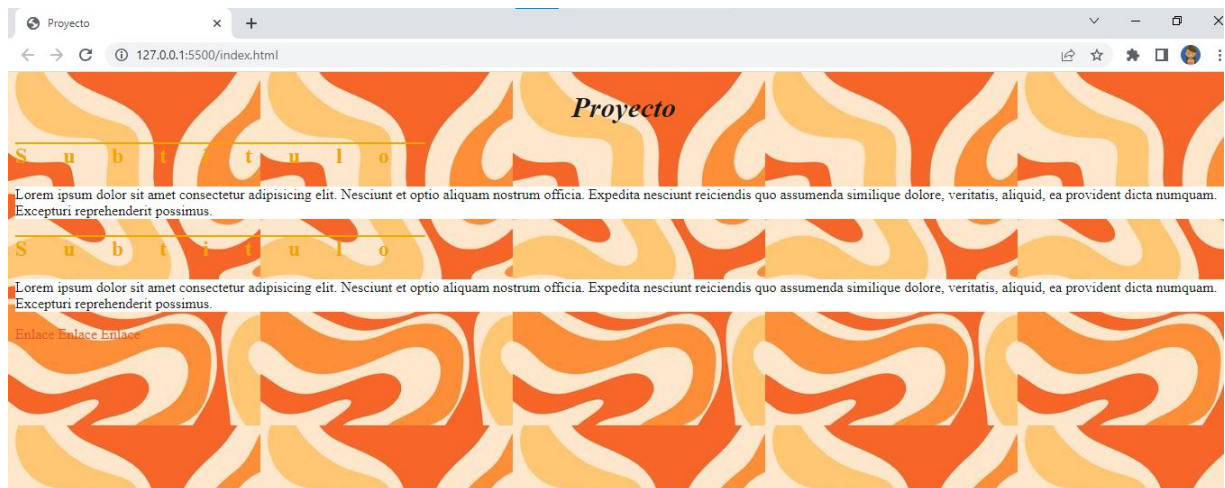 Proyecto
127.0.0.1:5500/index.html
Proyecto
Subtitulo
Lorem ipsum dolor sit amet consectetur adipisicing elit. Nesciunt et optio aliquam nostrum officia. Expedita nesciunt reiciendis quo assumenda similique dolore, veritatis, aliquid, ea provident dicta numquam.
Excepturi reprehenderit possimus.
Subtitulo
Lorem ipsum dolor sit amet consectetur adipisicing elit. Nesciunt et optio aliquam nostrum officia. Expedita nesciunt reiciendis quo assumenda similique dolore, veritatis, aliquid, ea provident dicta numquam.
Excepturi reprehenderit possimus.
Enlace Enlace Enlace